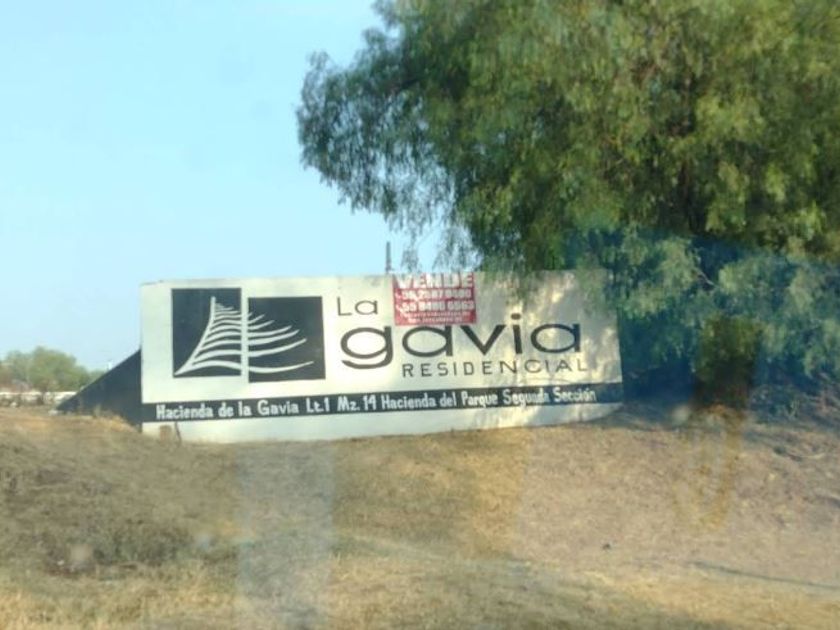 VENDE
La
gavia
RESIDENCIAL
Hacienda de la Gavia Lt.1 Mz.14 Hacienda del Parque Segunda Sección